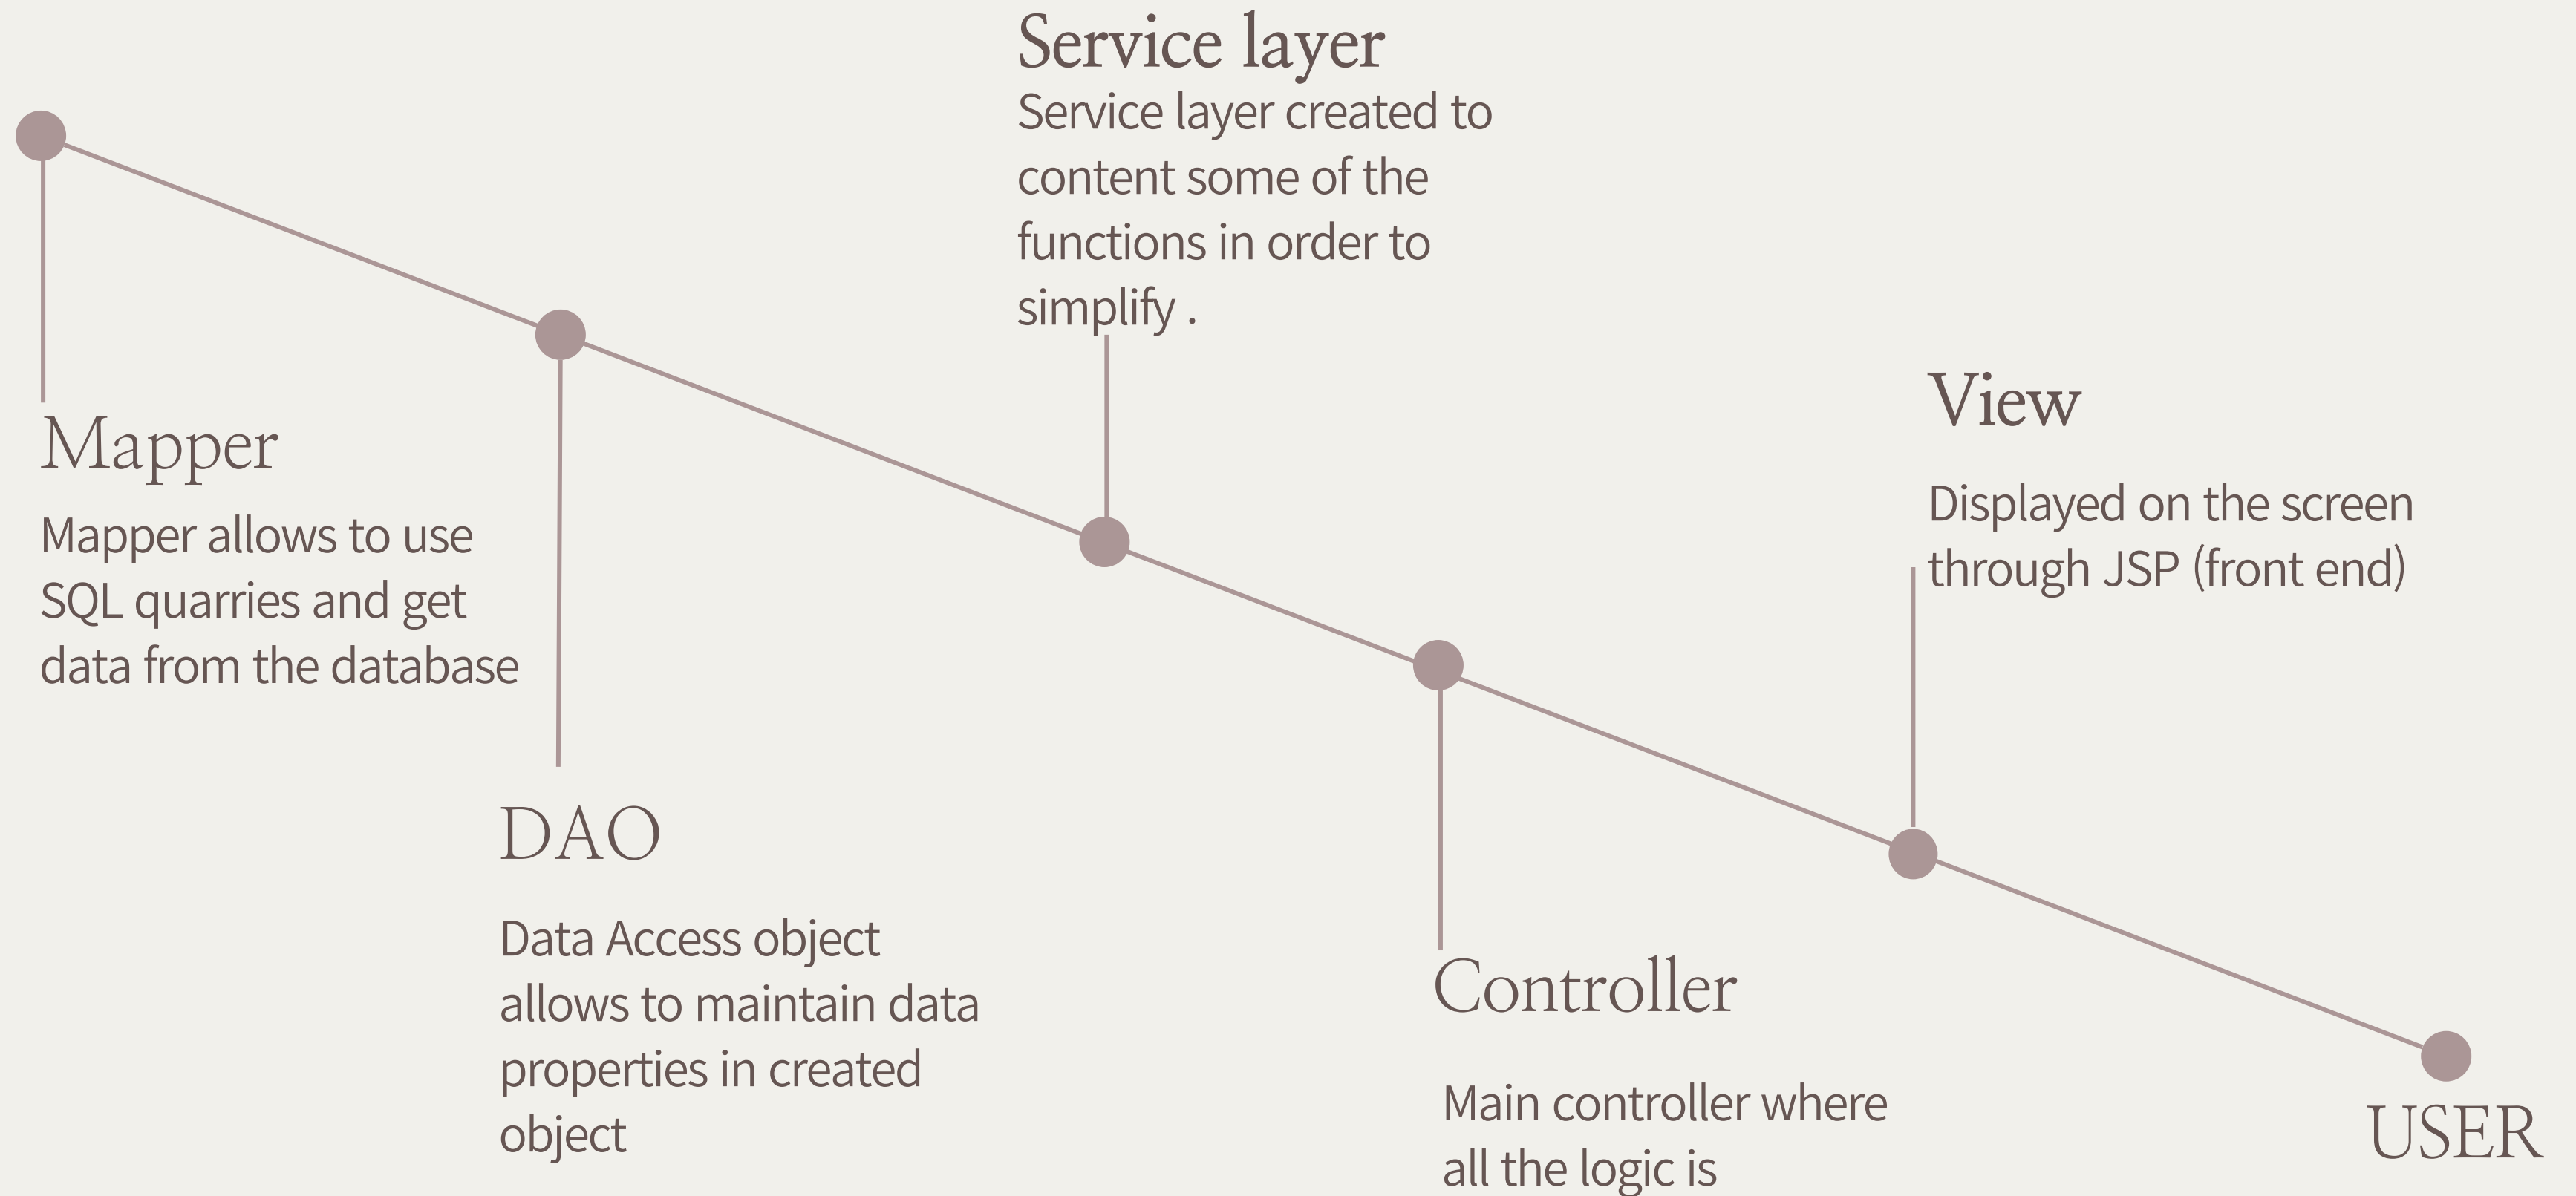 Service layer
Service layer created to
content some of the
functions in order to
simplify .
Mapper
Mapper allows to use
SQL quarries and get
data from the database
View
Displayed on the screen
through JSP (front end)
DAO
Data Access object
allows to maintain data
properties in created
object
Controller
Main controller where
all the logic is
USER